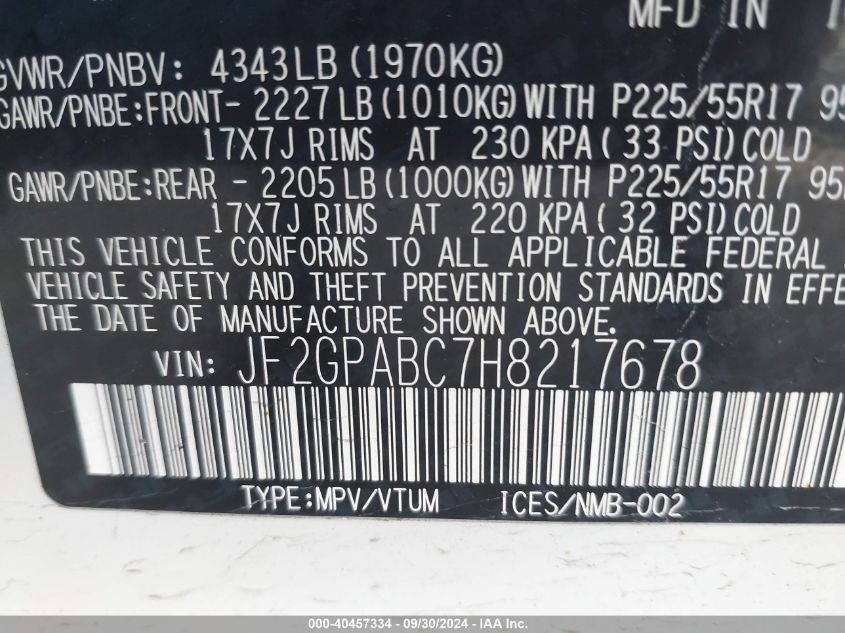 MFD IN
GVWR/PNBV: 4343LB (1970KG)
GAWR/PNBE:FRONT- 2227 LB (1010KG) WITH P225/55R17
17X7J RIMS AT 230 KPA ( 33 PSI) COLD
GAWR/PNBE:REAR - 2205 LB (1000KG) WITH P225/55R17
17X7J RIMS AT 220 KPA ( 32 PSI) COLD
THIS VEHICLE CONFORMS TO ALL APPLICABLE FEDERAL
VEHICLE SAFETY AND THEFT PREVENTION STANDARDS IN EFFE
THE DATE OF MANUFACTURE SHOWN ABOVE.
VIN: JF2GPABC7H8217678
TYPE:MPV/VTUM ICES/NMB-002
000-40457334 - 09/30/2024 - IAA Inc.